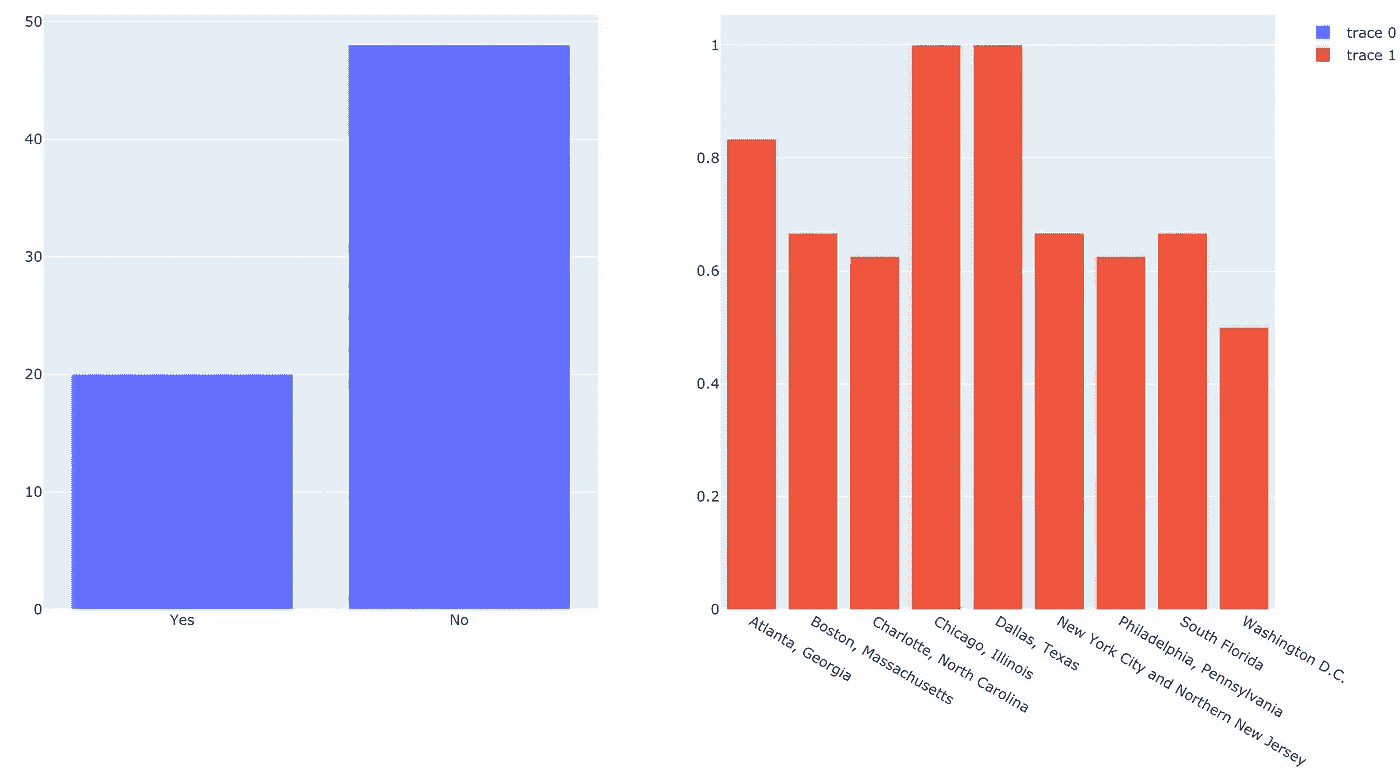 50
40
30
20
10
0
Yes
No
1
0.8
0.6
0.4
0.2
0
Atlanta, Georgia
Boston, Massachusetts
Charlotte, North Carolina
Chicago, Illinois
Dallas, Texas
New York City and Northern New Jersey
Philadelphia, Pennsylvania
South Florida
Washington D.C.
trace 0
trace 1